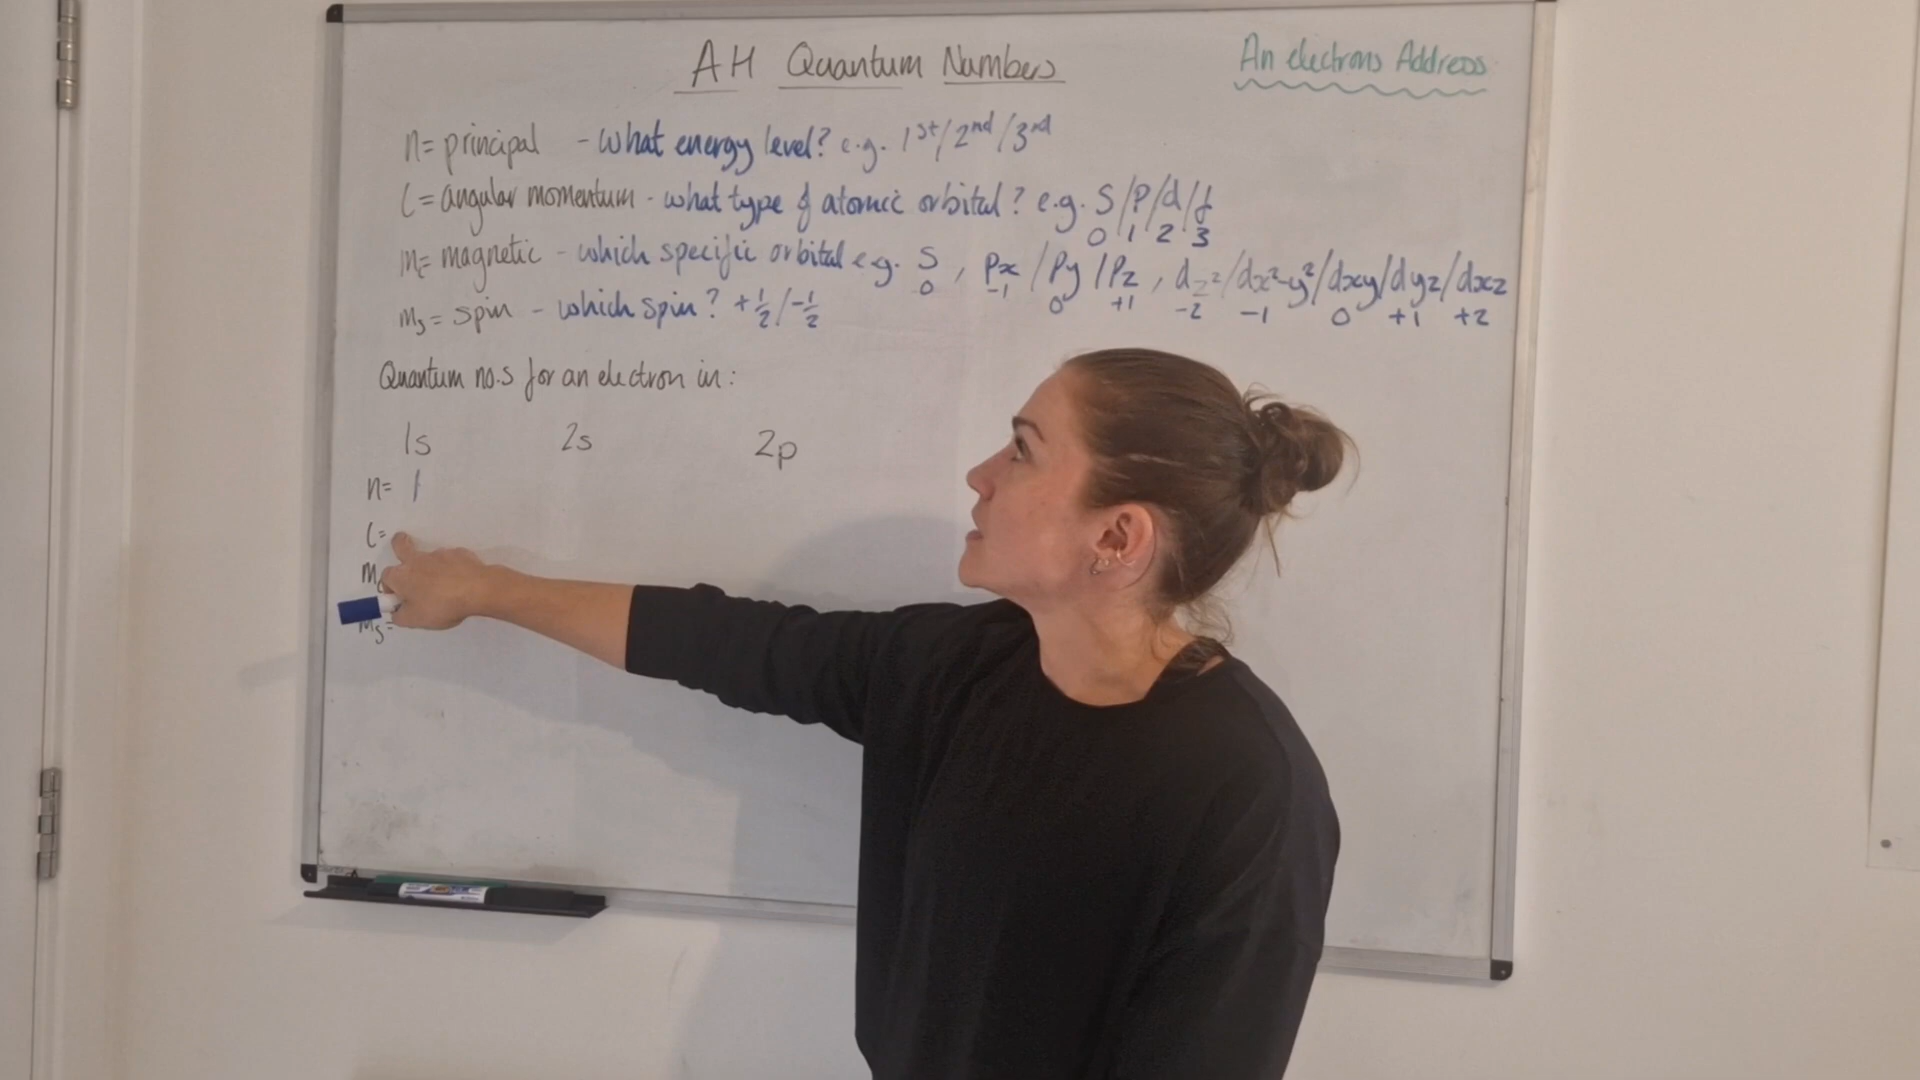 AH Quantum Numbers
An electrons Address
n= principal - what energy level? e.g. 1st/2nd/3rd
l= angular momentum - what type of atomic orbital? e.g. s/p/d/f
0 1 2 3
ml= magnetic - which specific orbital e.g. s, px/py/pz, dz²/dx²-y²/dxy/dyz/dxz
0 -1 0 +1 -2 -1 0 +1 +2
ms= spin - which spin? +1/2 / -1/2
Quantum no.s for an electron in:
1s 2s 2p
n= 1
l=
m
ms=